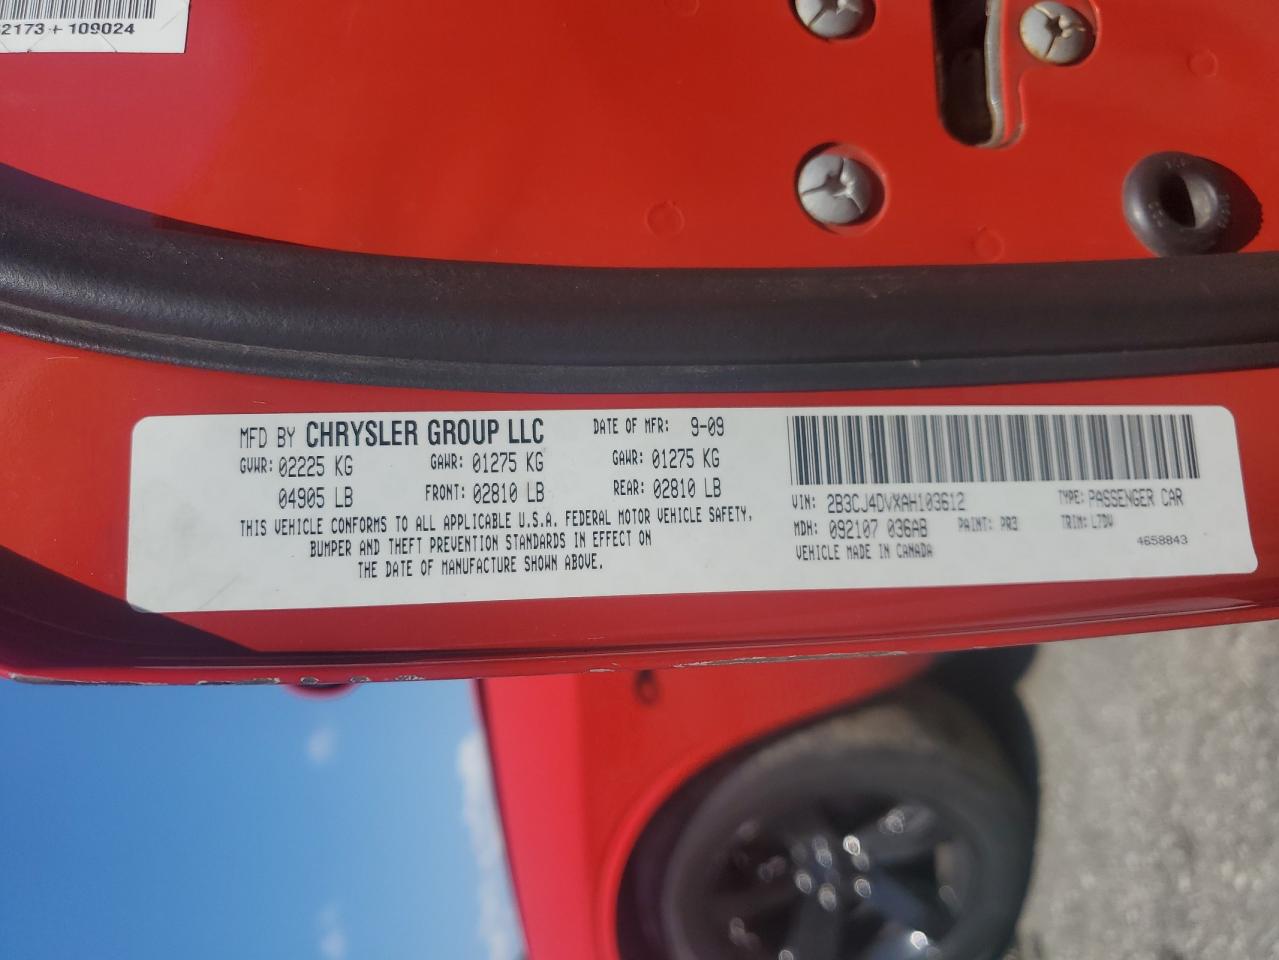 2173 + 109024
MFD BY CHRYSLER GROUP LLC DATE OF MFR: 9-09
GVWR: 02225 KG GAWR: 01275 KG GAWR: 01275 KG
04905 LB FRONT: 02810 LB REAR: 02810 LB
THIS VEHICLE CONFORMS TO ALL APPLICABLE U.S.A. FEDERAL MOTOR VEHICLE SAFETY,
BUMPER AND THEFT PREVENTION STANDARDS IN EFFECT ON
THE DATE OF MANUFACTURE SHOWN ABOVE.
VIN: 2B3CJ4DVXAH103612 TYPE: PASSENGER CAR
MDH: 092107 036AB PAINT: PR3 TRIM: L7DV
VEHICLE MADE IN CANADA 4658843